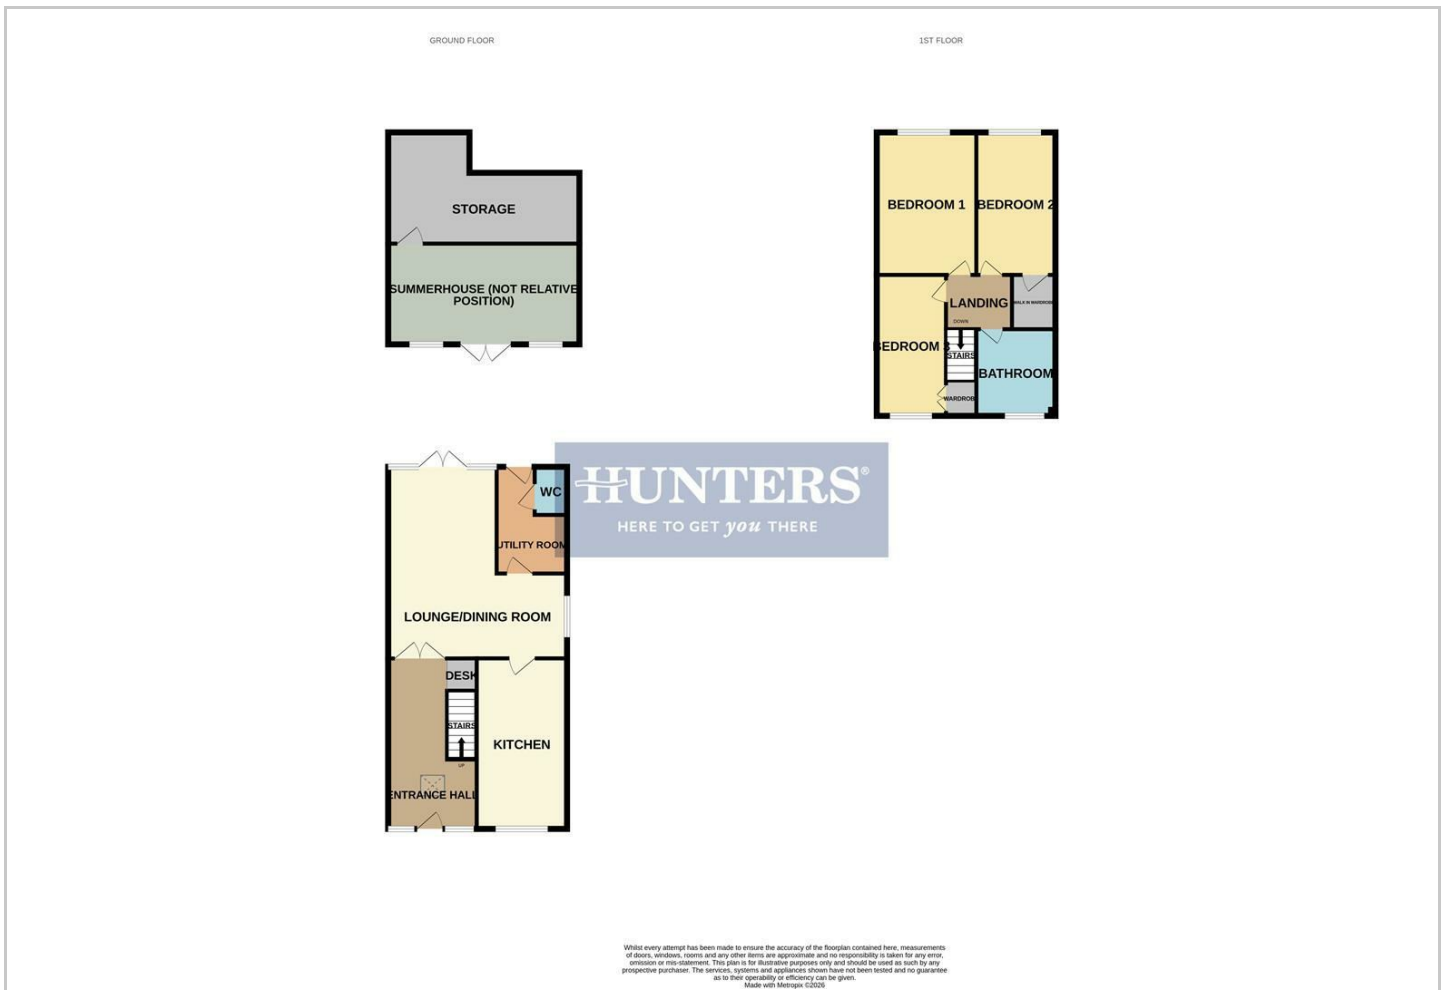 GROUND FLOOR
1ST FLOOR
STORAGE
SUMMERHOUSE (NOT RELATIVE
POSITION)
BEDROOM 1
BEDROOM 2
LANDING
WALK IN WARDROBE
DOWN
BEDROOM 3
STAIRS
BATHROOM
WARDROBE
HUNTERS®
HERE TO GET you THERE
WC
UTILITY ROOM
LOUNGE/DINING ROOM
DESK
STAIRS
KITCHEN
UP
ENTRANCE HALL
Whilst every attempt has been made to ensure the accuracy of the floorplan contained here, measurements
of doors, windows, rooms and any other items are approximate and no responsibility is taken for any error,
omission or mis-statement. This plan is for illustrative purposes only and should be used as such by any
prospective purchaser. The services, systems and appliances shown have not been tested and no guarantee
as to their operability or efficiency can be given.
Made with Metropix ©2026